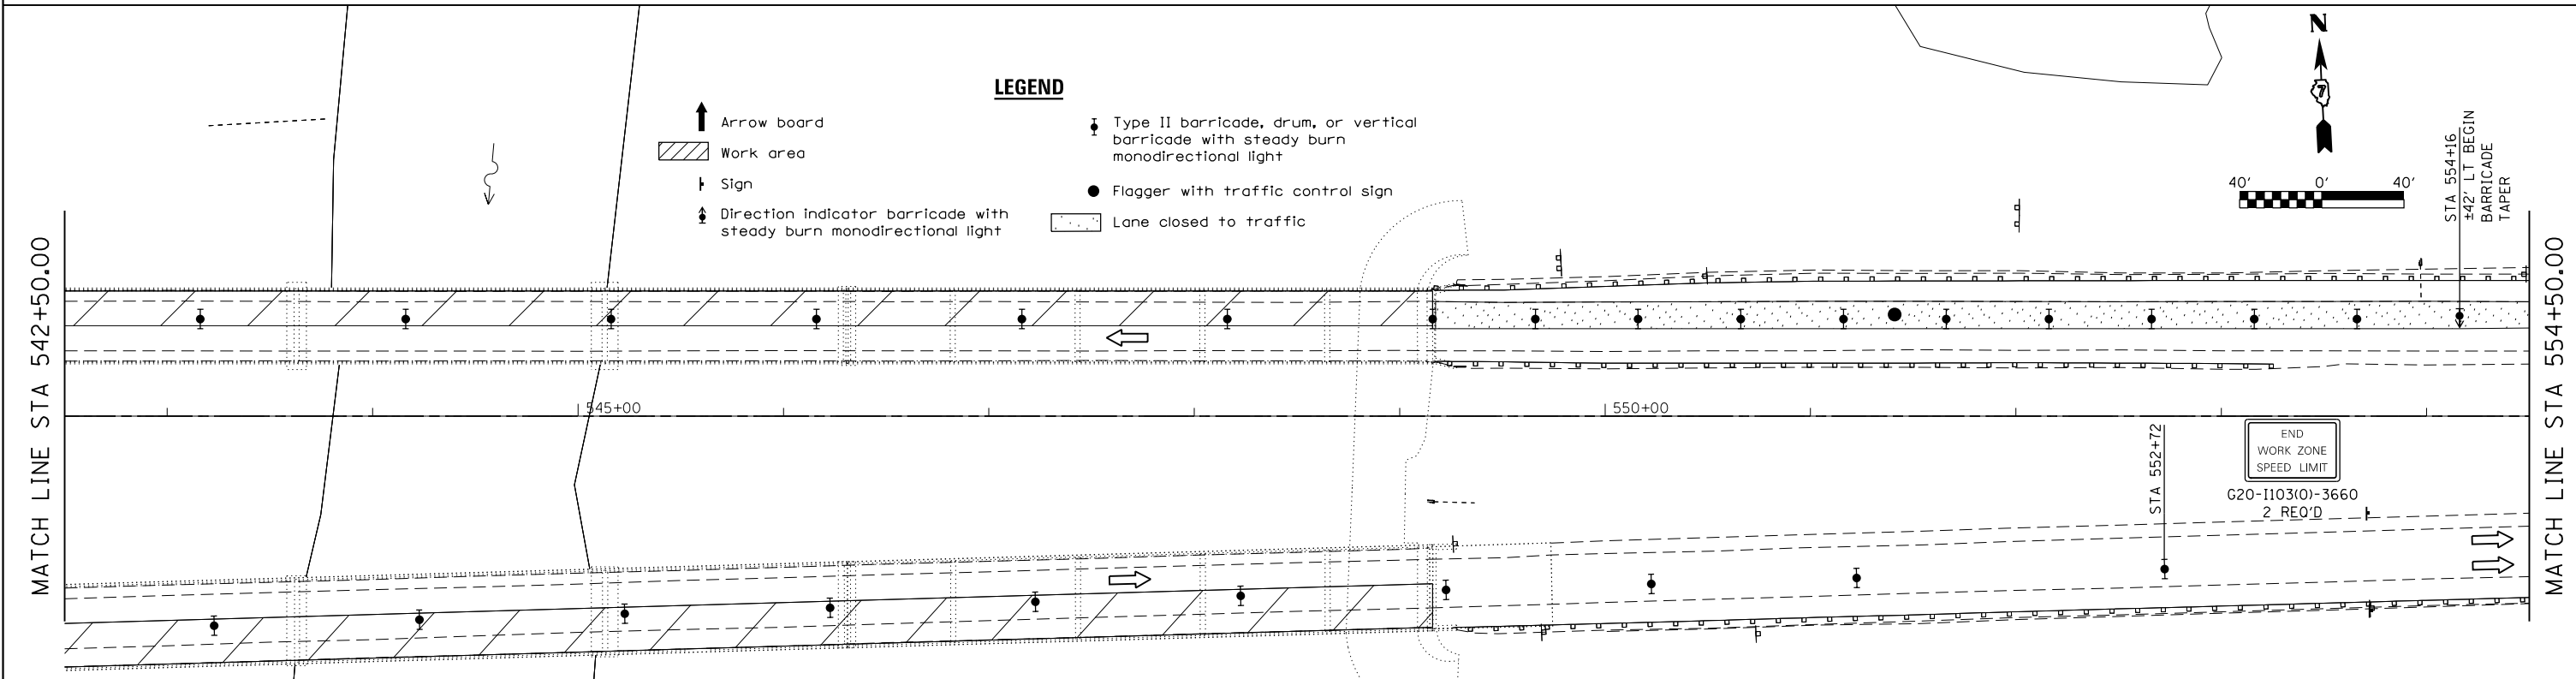 LEGEND
Arrow board
Work area
Sign
Direction indicator barricade with
steady burn monodirectional light
Type II barricade, drum, or vertical
barricade with steady burn
monodirectional light
Flagger with traffic control sign
Lane closed to traffic
N
7
40' 0' 40'
STA 554+16
±42' LT BEGIN
BARRICADE
TAPER
MATCH LINE STA 542+50.00
MATCH LINE STA 554+50.00
545+00
550+00
STA 552+72
END
WORK ZONE
SPEED LIMIT
G20-I103(0)-3660
2 REQ'D